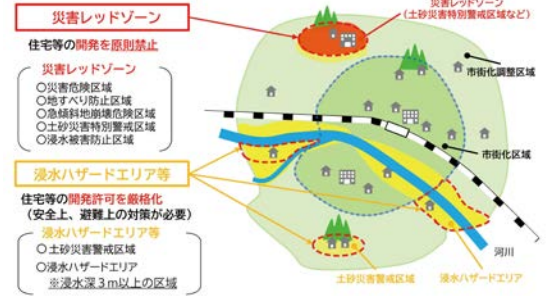 災害レッドゾーン
住宅等の開発を原則禁止
災害レッドゾーン
○災害危険区域
○地すべり防止区域
○急傾斜地崩壊危険区域
○土砂災害特別警戒区域
○浸水被害防止区域
浸水ハザードエリア等
住宅等の開発許可を厳格化
（安全上、避難上の対策が必要）
浸水ハザードエリア等
○土砂災害警戒区域
○浸水ハザードエリア
※浸水深３ｍ以上の区域
災害レッドゾーン
（土砂災害特別警戒区域など）
市街化調整区域
市街化区域
河川
土砂災害警戒区域
浸水ハザードエリア